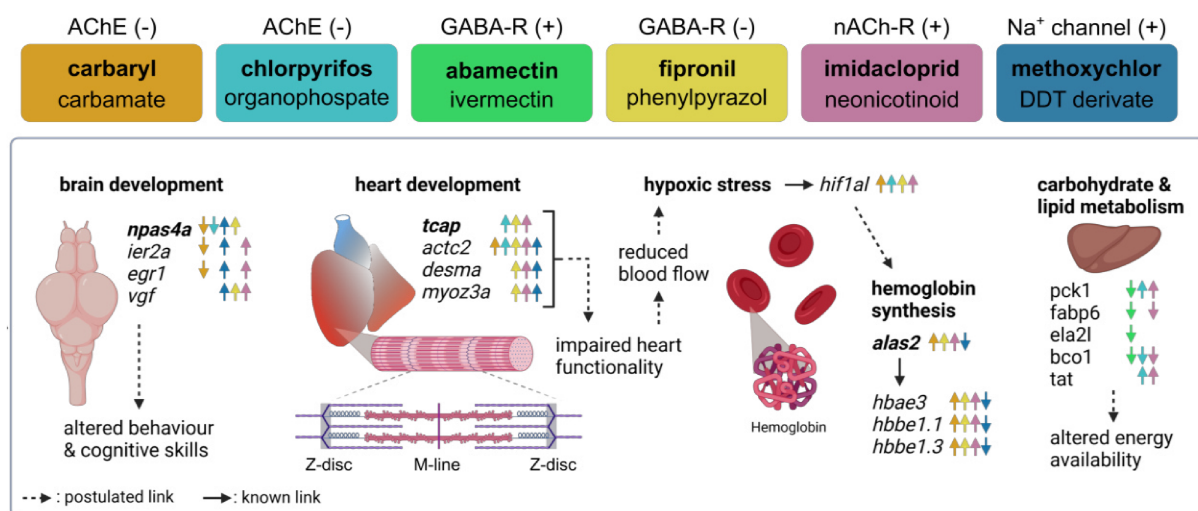 AChE (-)
AChE (-)
GABA-R (+)
GABA-R (-)
nACh-R (+)
Na⁺ channel (+)
carbaryl
carbamate
chlorpyrifos
organophospate
abamectin
ivermectin
fipronil
phenylpyrazol
imidacloprid
neonicotinoid
methoxychlor
DDT derivate
brain development
npas4a
ier2a
egr1
vgf
altered behaviour
& cognitive skills
heart development
tcap
actc2
desma
myoz3a
impaired heart
functionality
Z-disc
M-line
Z-disc
reduced
blood flow
hypoxic stress
hif1al
Hemoglobin
hemoglobin
synthesis
alas2
hbae3
hbbe1.1
hbbe1.3
carbohydrate &
lipid metabolism
pck1
fabp6
ela2l
bco1
tat
altered energy
availability
: postulated link
: known link